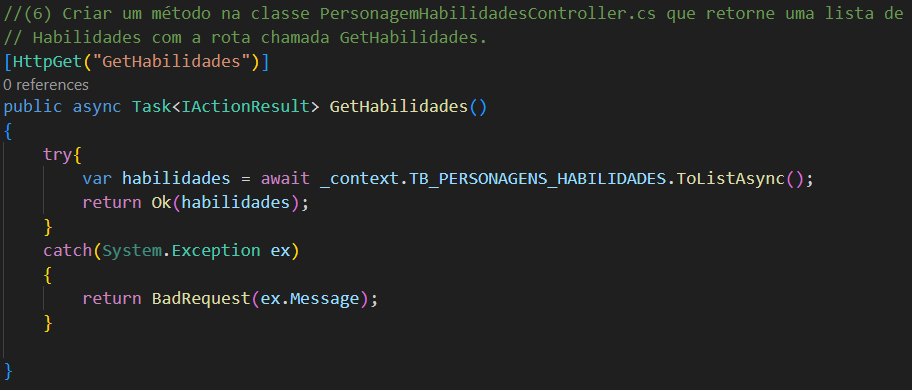 //(6) Criar um método na classe PersonagemHabilidadesController.cs que retorne uma lista de
// Habilidades com a rota chamada GetHabilidades.
[HttpGet("GetHabilidades")]
0 references
public async Task<IActionResult> GetHabilidades()
{
try{
var habilidades = await _context.TB_PERSONAGENS_HABILIDADES.ToListAsync();
return Ok(habilidades);
}
catch(System.Exception ex)
{
return BadRequest(ex.Message);
}
}